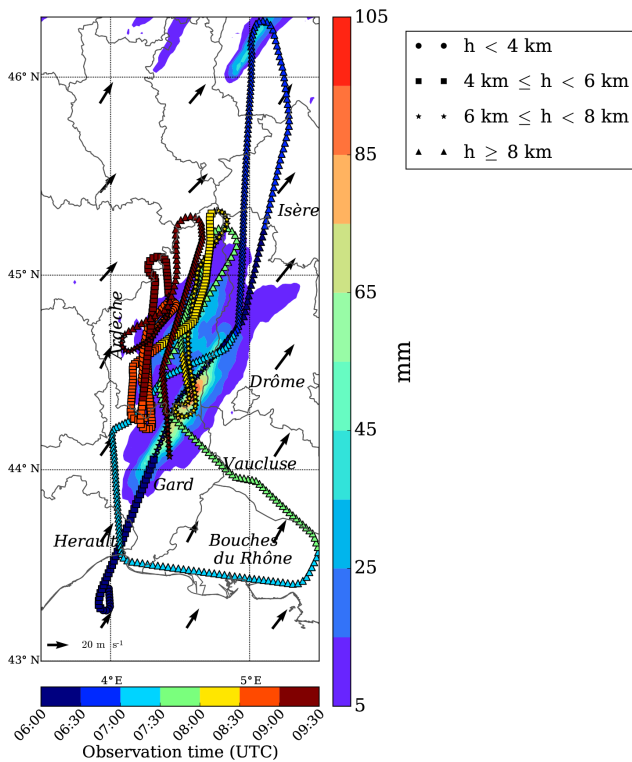 105
85
65
45
25
5
mm
h < 4 km
4 km ≤ h < 6 km
6 km ≤ h < 8 km
h ≥ 8 km
46° N
45° N
44° N
43° N
Isère
Ardèche
Drôme
Vaucluse
Gard
Herault
Bouches
du Rhône
20 m s⁻¹
4° E
5° E
06:00
06:30
07:00
07:30
08:00
08:30
09:00
09:30
Observation time (UTC)